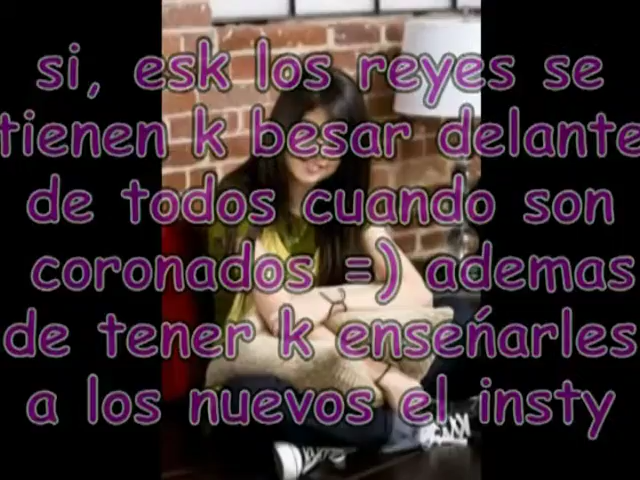 si, esk los reyes se
tienen k besar delante
de todos cuando son
coronados =) ademas
de tener k enseńarles
a los nuevos el insty